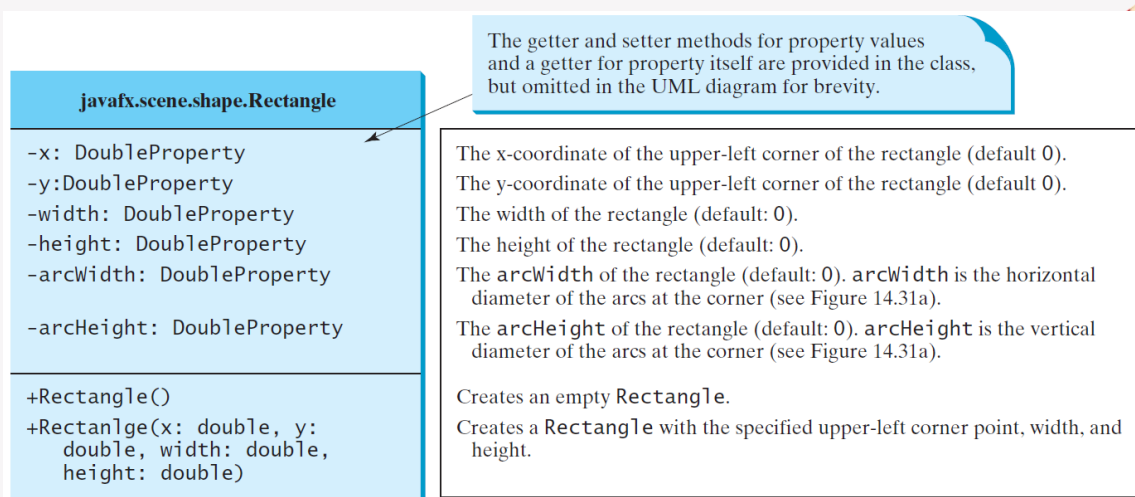 The getter and setter methods for property values
and a getter for property itself are provided in the class,
but omitted in the UML diagram for brevity.
javafx.scene.shape.Rectangle
-x: DoubleProperty
-y:DoubleProperty
-width: DoubleProperty
-height: DoubleProperty
-arcWidth: DoubleProperty
-arcHeight: DoubleProperty
+Rectangle()
+Rectanlge(x: double, y:
double, width: double,
height: double)
The x-coordinate of the upper-left corner of the rectangle (default 0).
The y-coordinate of the upper-left corner of the rectangle (default 0).
The width of the rectangle (default: 0).
The height of the rectangle (default: 0).
The arcWidth of the rectangle (default: 0). arcWidth is the horizontal
diameter of the arcs at the corner (see Figure 14.31a).
The arcHeight of the rectangle (default: 0). arcHeight is the vertical
diameter of the arcs at the corner (see Figure 14.31a).
Creates an empty Rectangle.
Creates a Rectangle with the specified upper-left corner point, width, and
height.